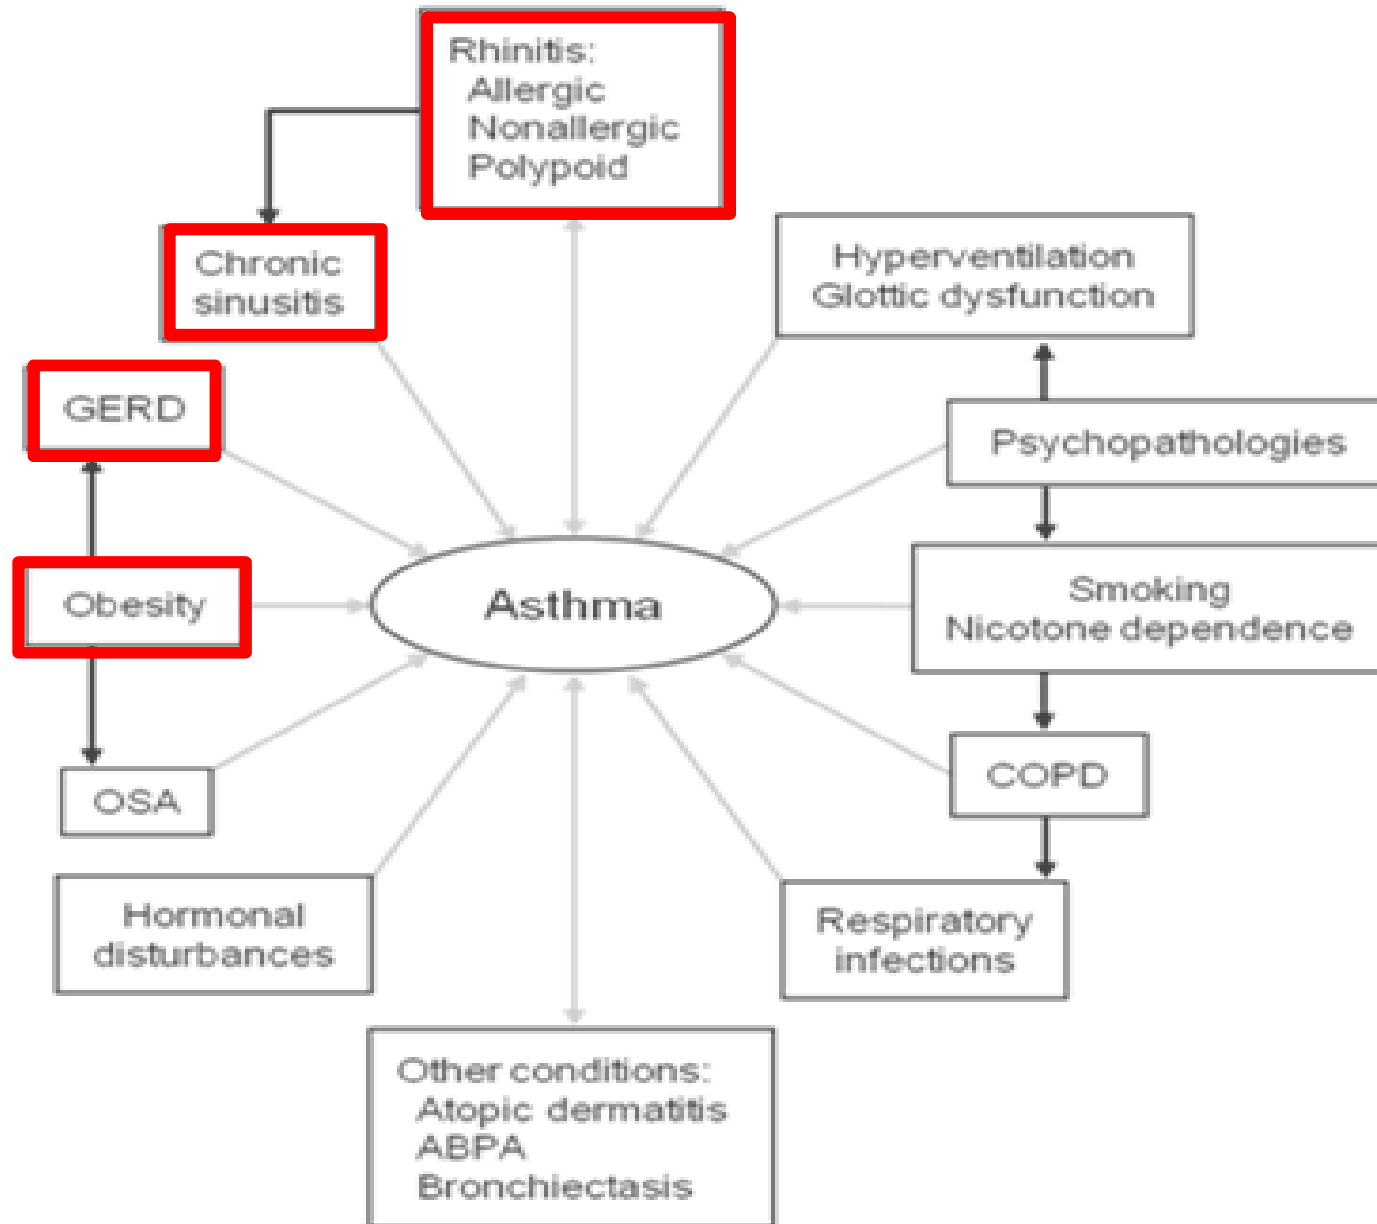 Rhinitis:
Allergic
Nonallergic
Polypoid
Chronic
sinusitis
Hyperventilation
Glottic dysfunction
GERD
Psychopathologies
Obesity
Asthma
Smoking
Nicotone dependence
OSA
COPD
Hormonal
disturbances
Respiratory
infections
Other conditions:
Atopic dermatitis
ABPA
Bronchiectasis